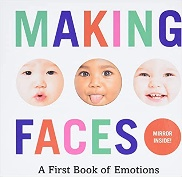 MAKING
FACES
MIRROR
INSIDE!
A First Book of Emotions